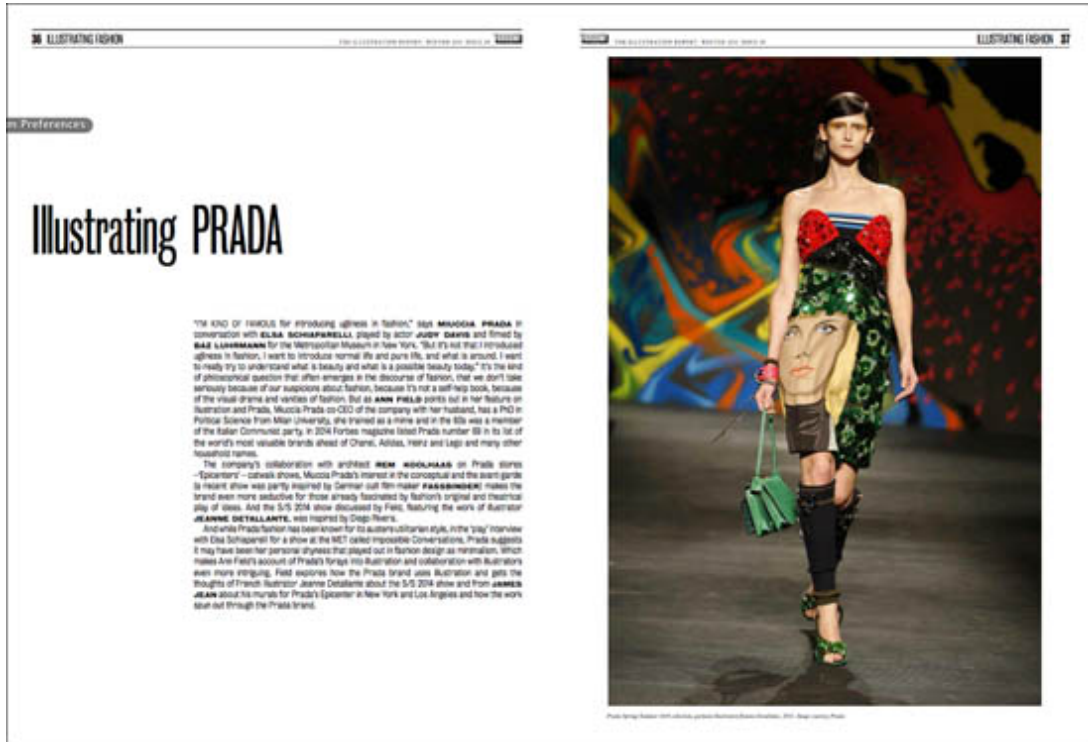 36 ILLUSTRATING FASHION
THE ILLUSTRATION REPORT WINTER
ILLUSTRATING FASHION 37
m Preferences
Illustrating PRADA
"I'M KIND OF FAMOUS for introducing ugliness in fashion," says MIUCCIA PRADA in
conversation with ELSA SCHIAPARELLI, played by actor JUDY DAVIS and filmed by
BAZ LUHRMANN for the Metropolitan Museum in New York. "But it's not that I introduced
ugliness in fashion, I want to introduce normal life and pure life, and what is around. I want
to really try to understand what is beauty and what is a possible beauty today." It's the kind
of philosophical question that often emerges in the discourse of fashion, that we don't take
seriously because of our suspicions about fashion, because it's not a self-help book, because
of the visual drama and vanities of fashion. But as ANN FIELD points out in her feature on
illustration and Prada, Miuccia Prada co-CEO of the company with her husband, has a PhD in
Political Science from Milan University, she trained as a mime and in the 60s was a member
of the Italian Communist party. In 2014 Forbes magazine listed Prada number 69 in its list of
the world's most valuable brands ahead of Chanel, Adidas, Heinz and Lego and many other
household names.
The company's collaboration with architect REM KOOLHAAS on Prada stores
–'Epicenters'– catwalk shows, Miuccia Prada's interest in the conceptual and the avant garde
(a recent show was partly inspired by German cult film maker FASSBINDER) makes the
brand even more seductive for those already fascinated by fashion's original and theatrical
play of ideas. And the S/S 2014 show discussed by Field, featuring the work of illustrator
JEANNE DETALLANTE, was inspired by Diego Rivera.
And while Prada fashion has been known for its austere utilitarian style, in the 'play' interview
with Elsa Schiaparelli for a show at the MET called Impossible Conversations, Prada suggests
it may have been her personal shyness that played out in fashion design as minimalism. Which
makes Ann Field's account of Prada's forays into illustration and collaboration with illustrators
even more intriguing. Field explores how the Prada brand uses illustration and gets the
thoughts of French illustrator Jeanne Detallante about the S/S 2014 show and from JAMES
JEAN about his murals for Prada's Epicenter in New York and Los Angeles and how the work
spun out through the Prada brand.